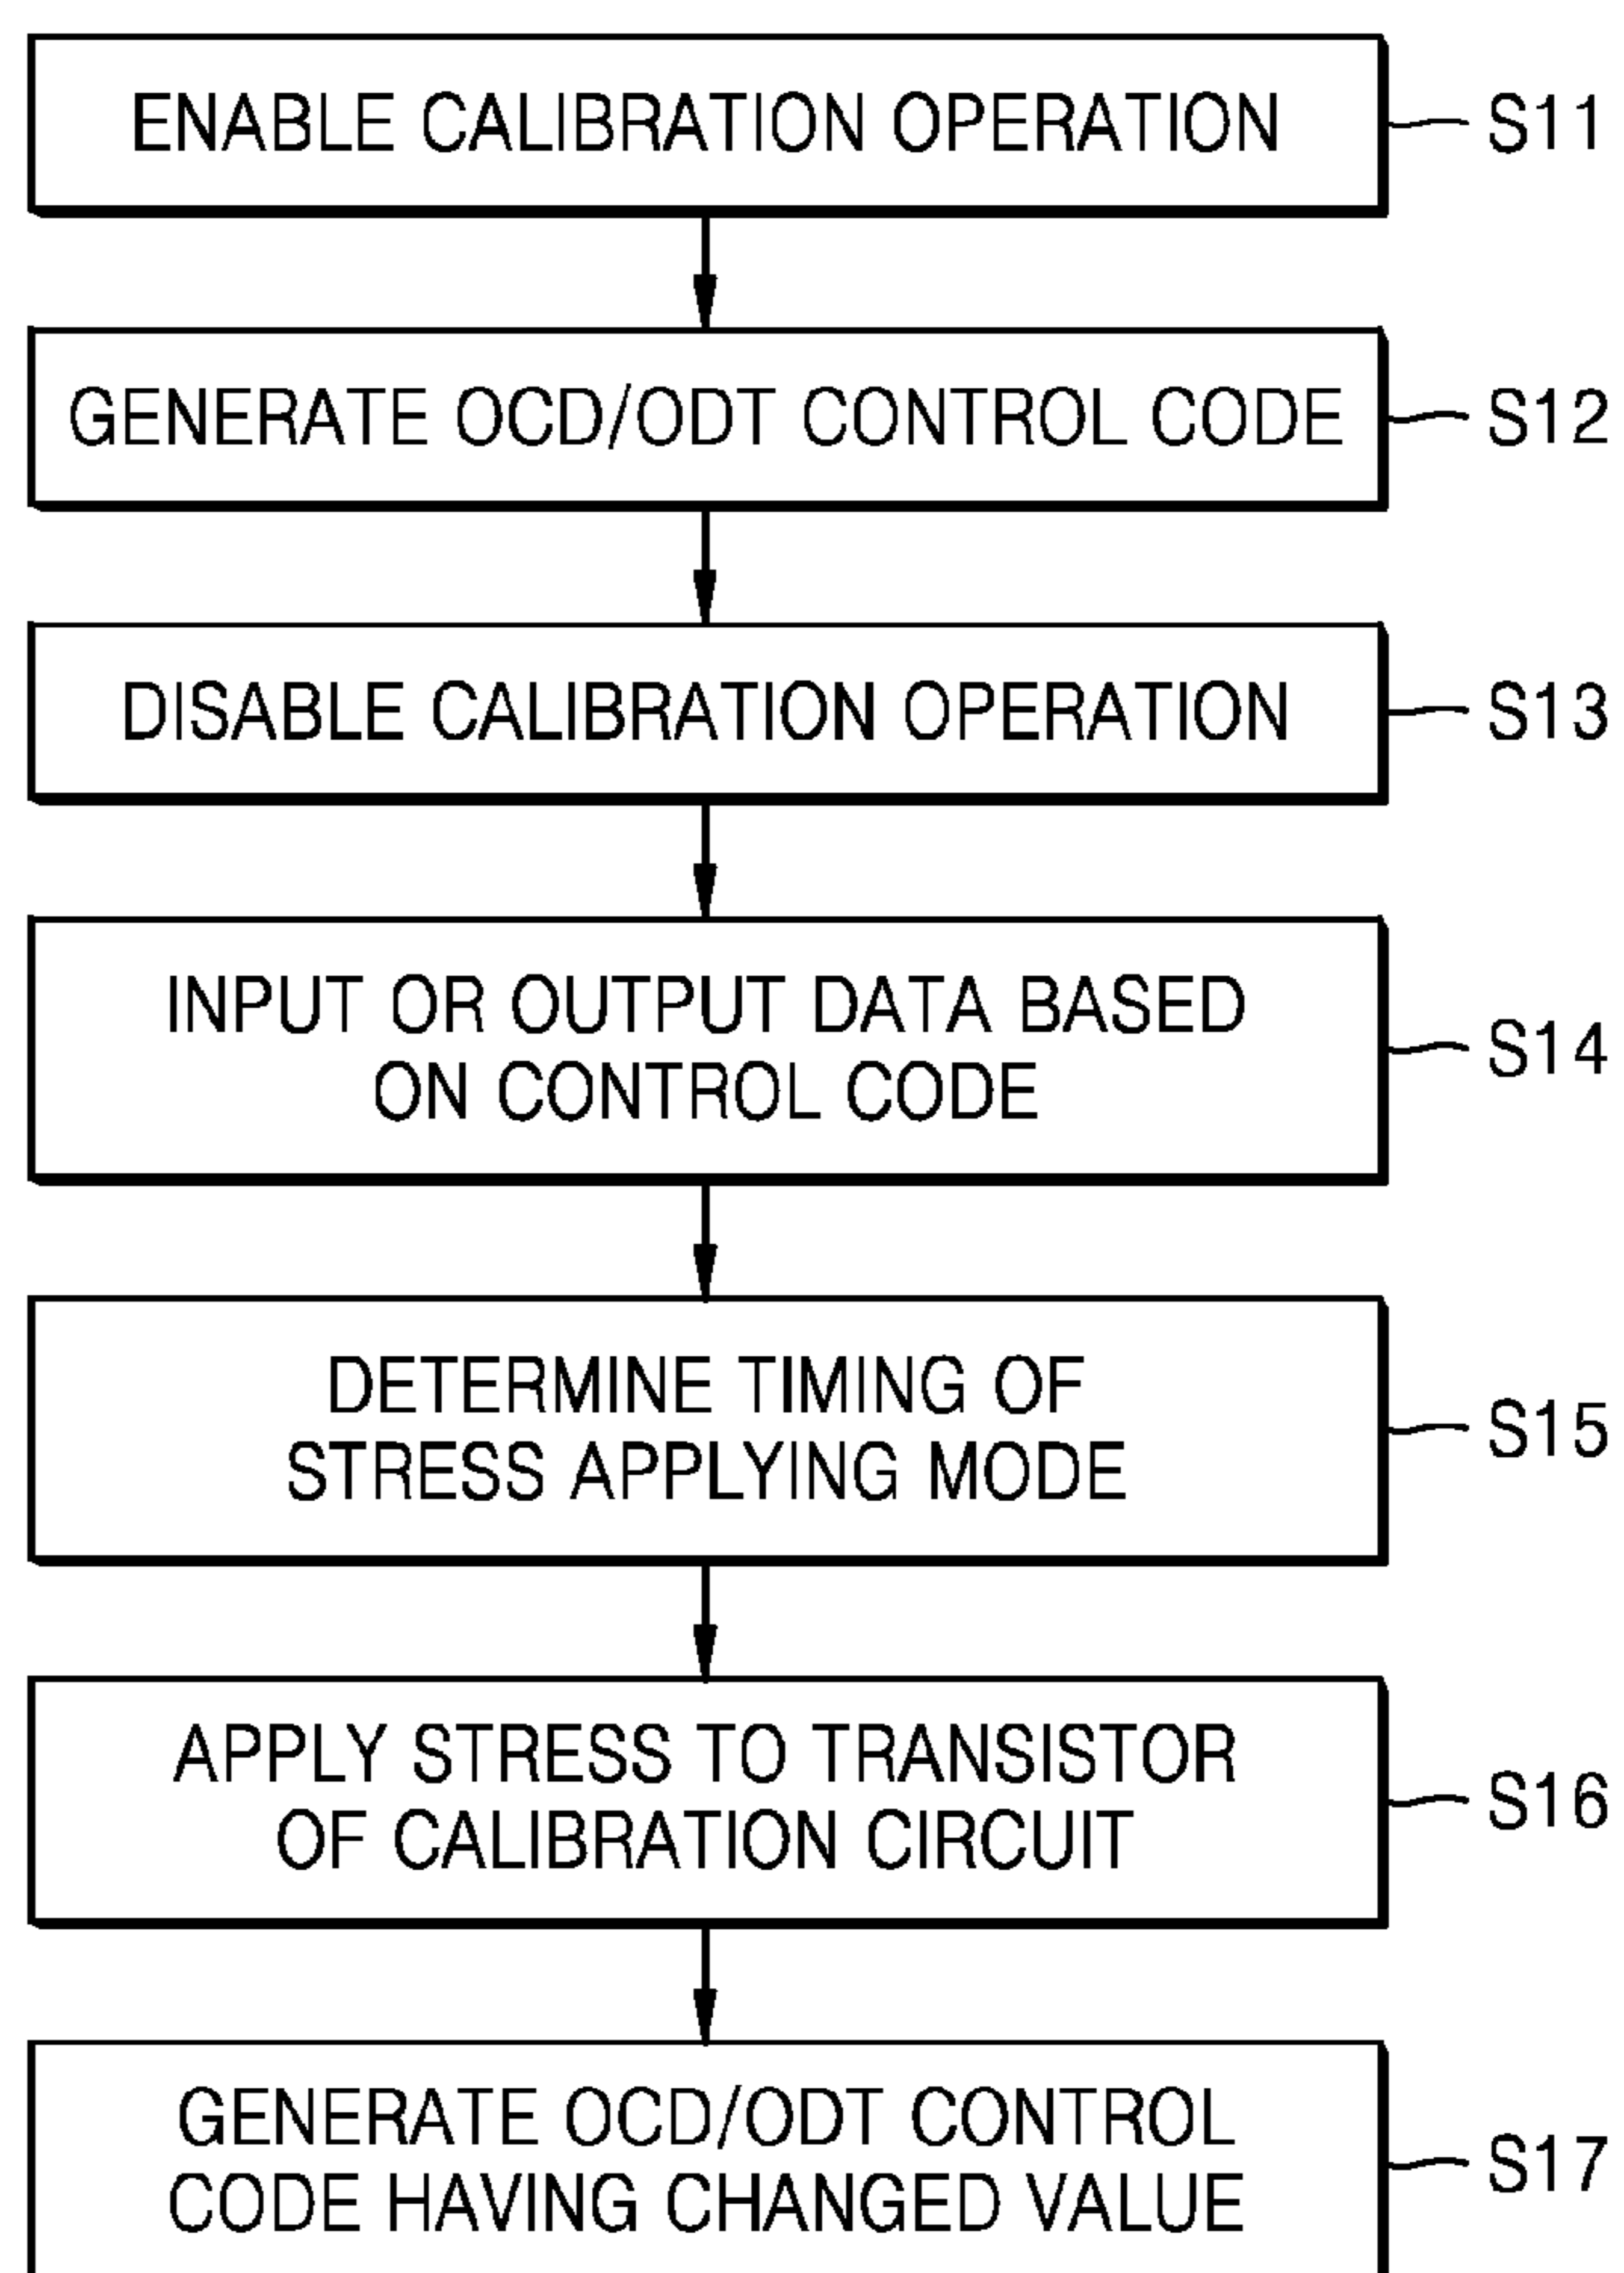 ENABLE CALIBRATION OPERATION
S11
GENERATE OCD/ODT CONTROL CODE
S12
DISABLE CALIBRATION OPERATION
S13
INPUT OR OUTPUT DATA BASED
ON CONTROL CODE
S14
DETERMINE TIMING OF
STRESS APPLYING MODE
S15
APPLY STRESS TO TRANSISTOR
OF CALIBRATION CIRCUIT
S16
GENERATE OCD/ODT CONTROL
CODE HAVING CHANGED VALUE
S17